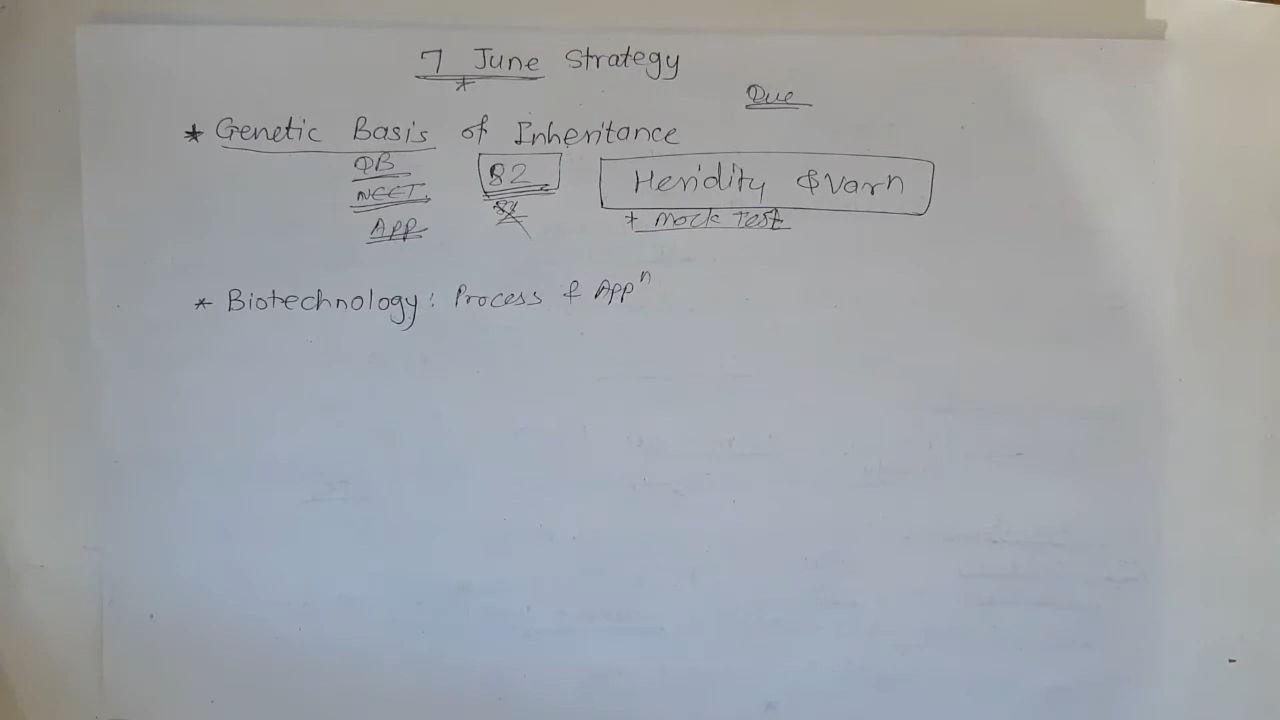 7 June Strategy
Due
* Genetic Basis of Inheritance
QB
NEET
App
82
Heridity & Varn
+ mock Test
* Biotechnology: Process & Appn